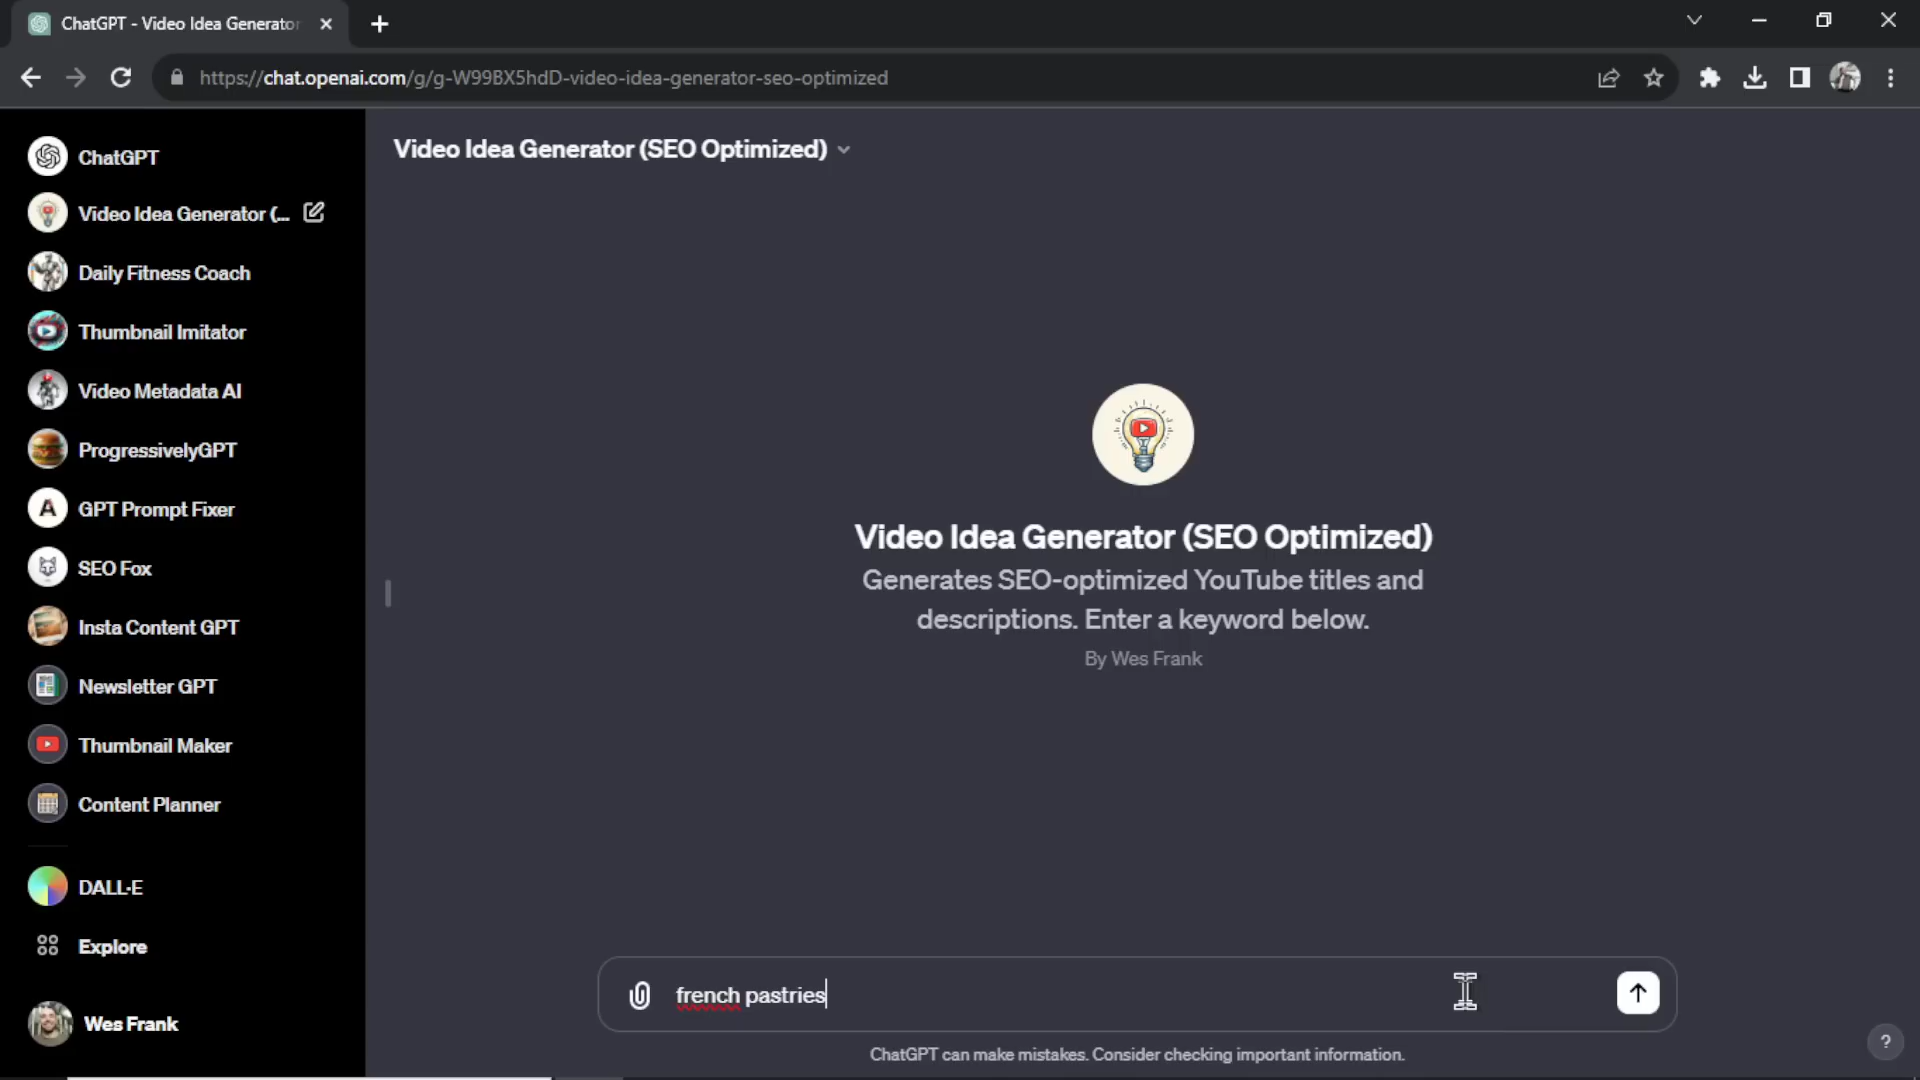 ChatGPT - Video Idea Generator
https://chat.openai.com/g/g-W99BX5hdD-video-idea-generator-seo-optimized
ChatGPT
Video Idea Generator (...
Daily Fitness Coach
Thumbnail Imitator
Video Metadata AI
ProgressivelyGPT
GPT Prompt Fixer
SEO Fox
Insta Content GPT
Newsletter GPT
Thumbnail Maker
Content Planner
DALL·E
Explore
Wes Frank
Video Idea Generator (SEO Optimized)
Video Idea Generator (SEO Optimized)
Generates SEO-optimized YouTube titles and
descriptions. Enter a keyword below.
By Wes Frank
french pastries
ChatGPT can make mistakes. Consider checking important information.
?